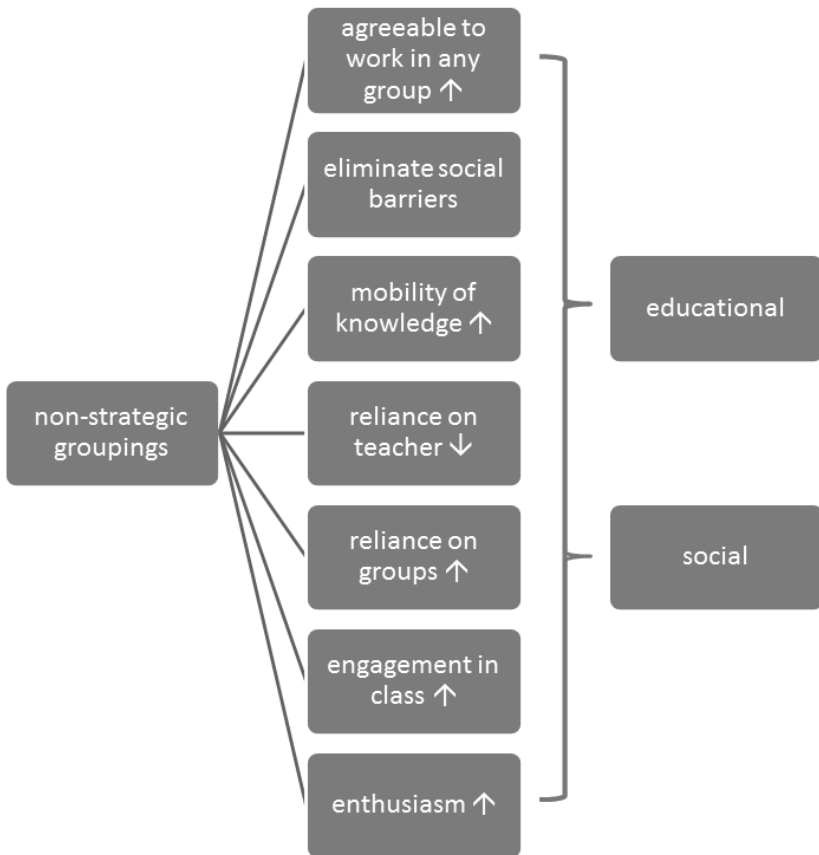 agreeable to
work in any
group ↑
eliminate social
barriers
mobility of
knowledge ↑
educational
non-strategic
groupings
reliance on
teacher ↓
reliance on
groups ↑
social
engagement in
class ↑
enthusiasm ↑